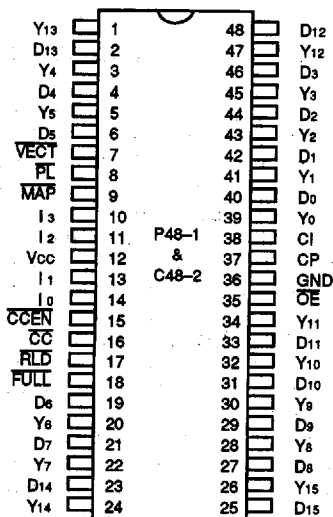 Y13 1 48 D12
D13 2 47 Y12
Y4 3 46 D3
D4 4 45 Y3
Y5 5 44 D2
D5 6 43 Y2
VECT 7 42 D1
PL 8 41 Y1
MAP 9 40 D0
I3 10 39 Y0
I2 11 P48–1 38 CI
VCC 12 & 37 CP
I1 13 C48–2 36 GND
I0 14 35 OE
CCEN 15 34 Y11
CC 16 33 D11
RLD 17 32 Y10
FULL 18 31 D10
D6 19 30 Y9
Y6 20 29 D9
D7 21 28 Y8
Y7 22 27 D8
D14 23 26 Y15
Y14 24 25 D15